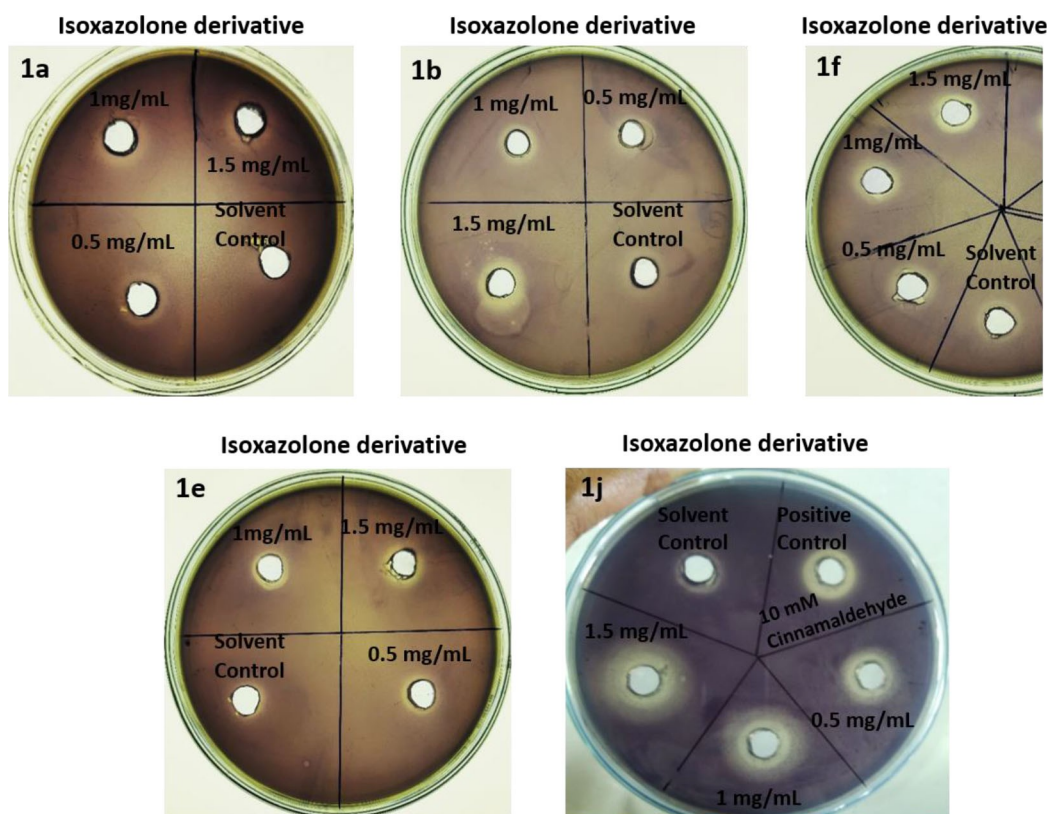 Isoxazolone derivative
1a
1mg/mL
1.5 mg/mL
0.5 mg/mL
Solvent
Control
Isoxazolone derivative
1b
1 mg/mL
0.5 mg/mL
1.5 mg/mL
Solvent
Control
Isoxazolone derivative
1f
1.5 mg/mL
1mg/mL
0.5 mg/mL
Solvent
Control
Isoxazolone derivative
1e
1mg/mL
1.5 mg/mL
Solvent
Control
0.5 mg/mL
Isoxazolone derivative
1j
Solvent
Control
Positive
Control
10 mM
Cinnamaldehyde
1.5 mg/mL
0.5 mg/mL
1 mg/mL